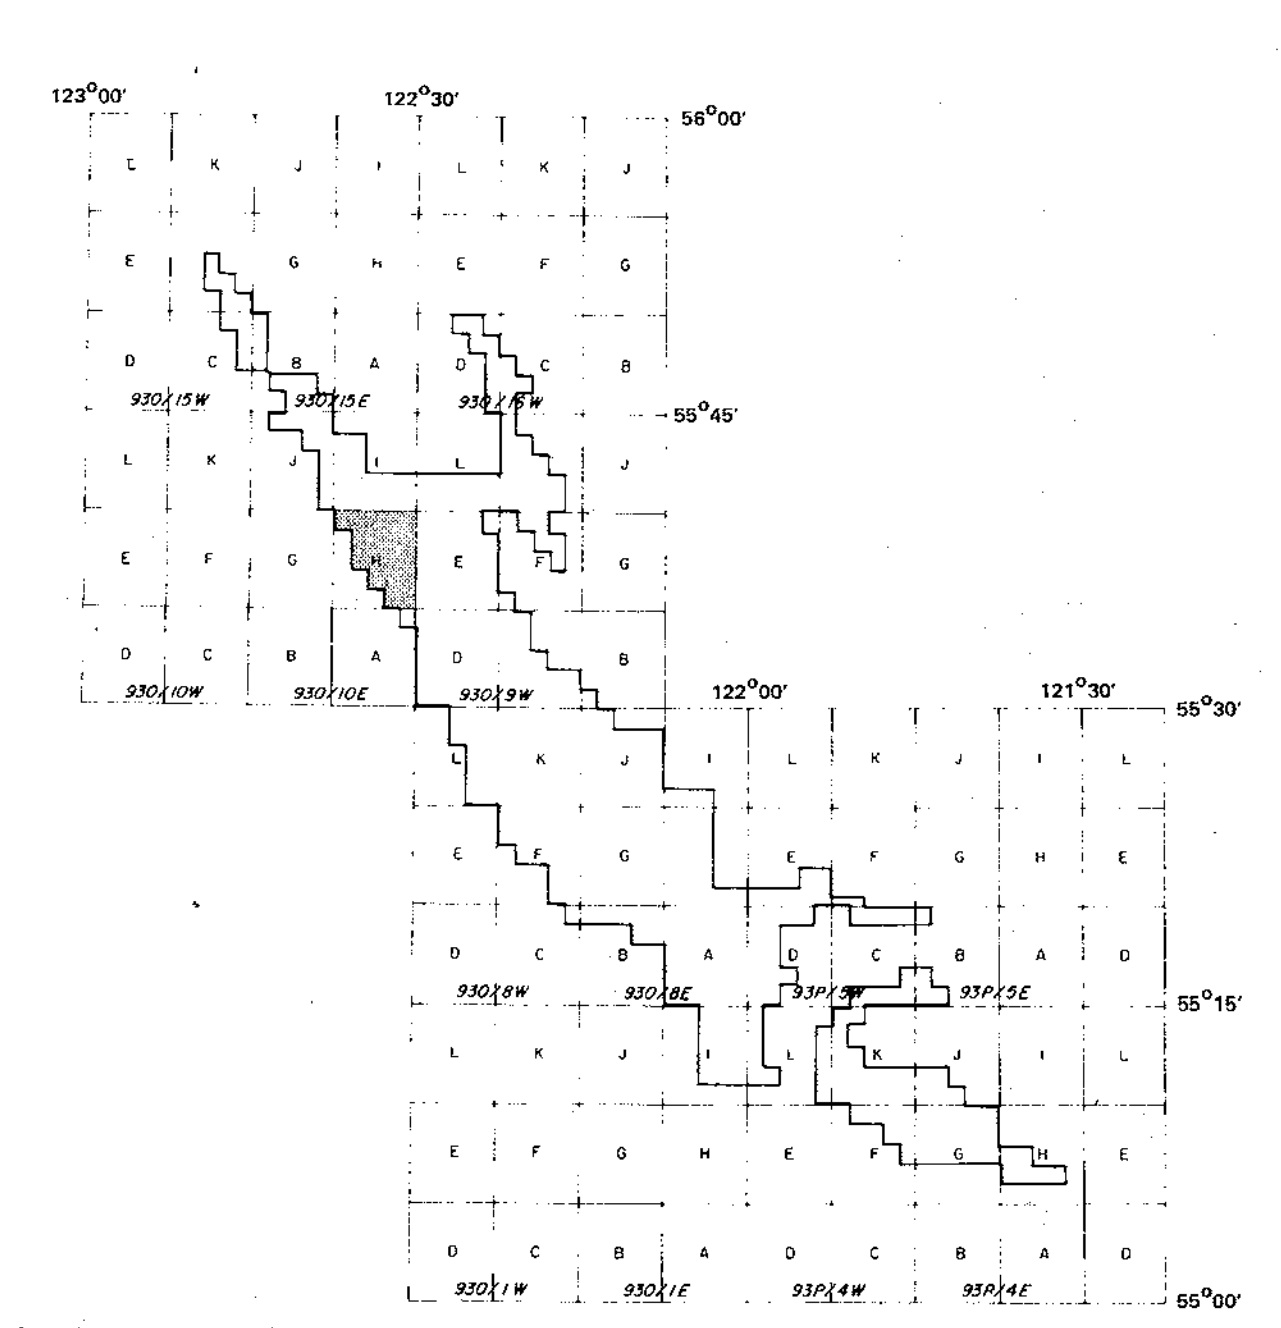 123°00' 122°30' 56°00'
L K J I L K J
E G H E F G
D C B A D C B
930/15W 930/15E 930/16W 55°45'
L K J I L J
E F G H E F G
D C B A D B
930/10W 930/10E 930/9W 122°00' 121°30' 55°30'
L K J I L K J I L
E F G E F G H E
D C B A D C B A D
930/8W 930/8E 93P/5W 93P/5E 55°15'
L K J I L K J I L
E F G H E F G H E
D C B A D C B A D
930/1W 930/1E 93P/4W 93P/4E 55°00'